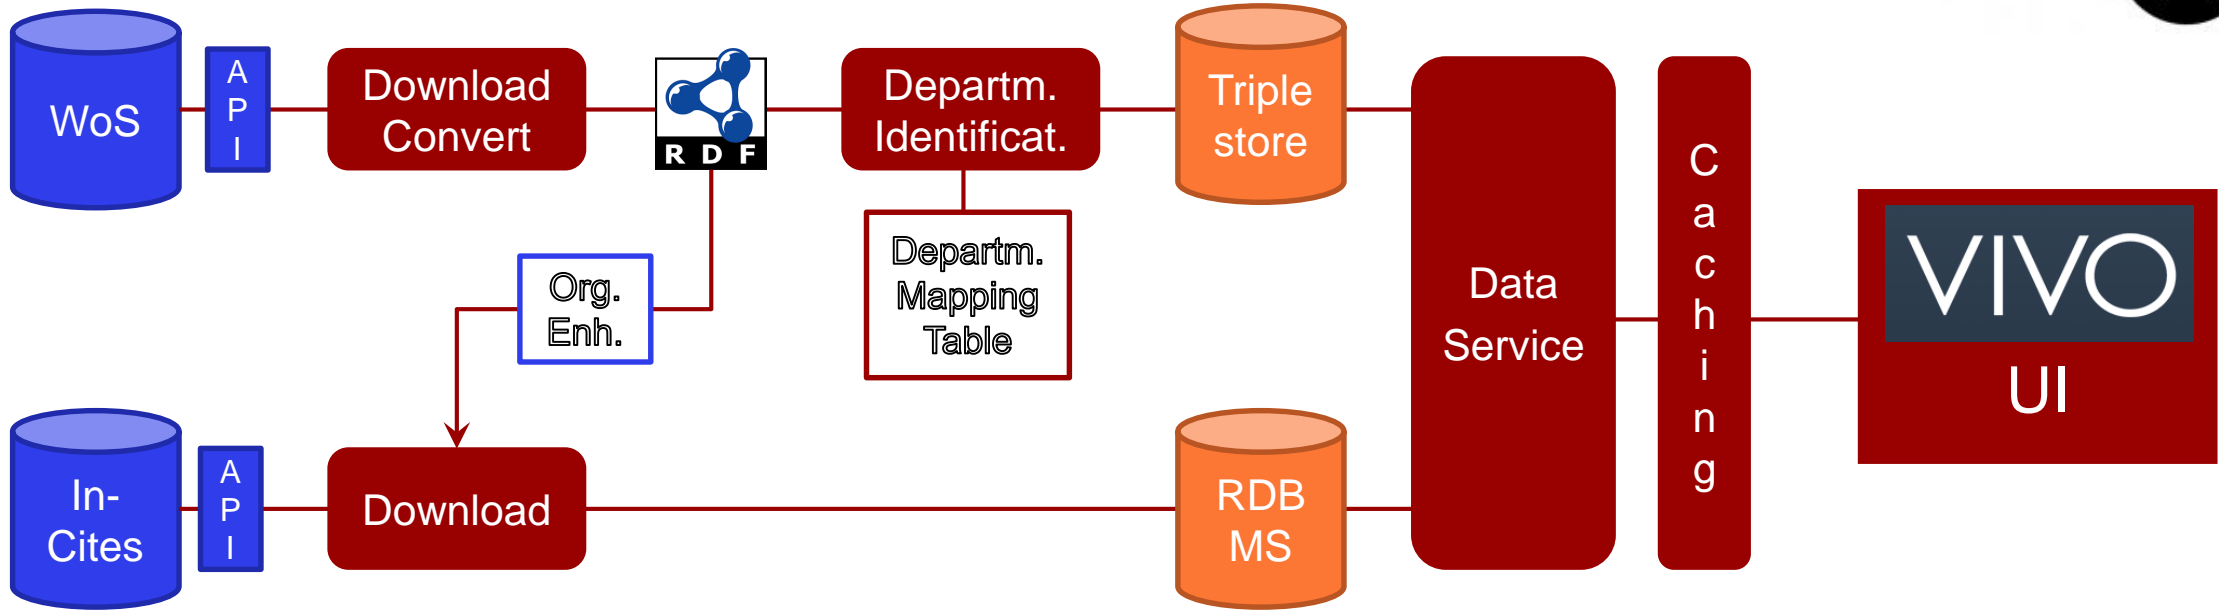 WoS
A
P
I
Download
Convert
RDF
Departm.
Identificat.
Triple
store
Org.
Enh.
Departm.
Mapping
Table
In-
Cites
A
P
I
Download
RDB
MS
Data
Service
C
a
c
h
i
n
g
VIVO
UI